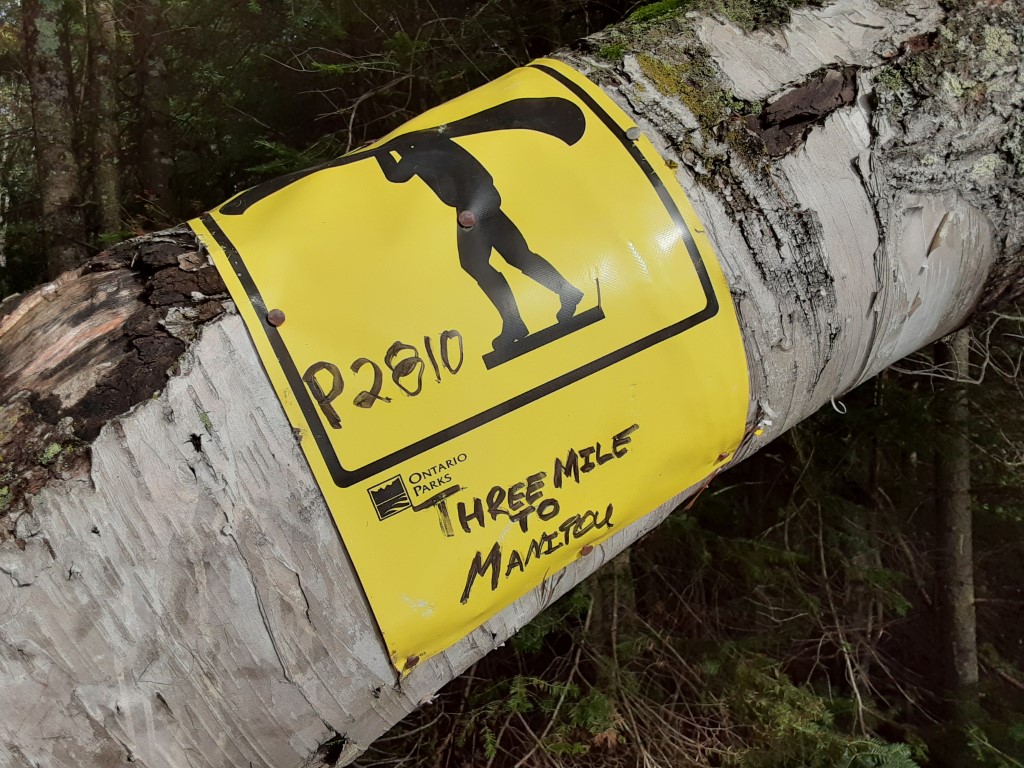 P2810
ONTARIO
PARKS
THREE MILE
TO
MANITOU